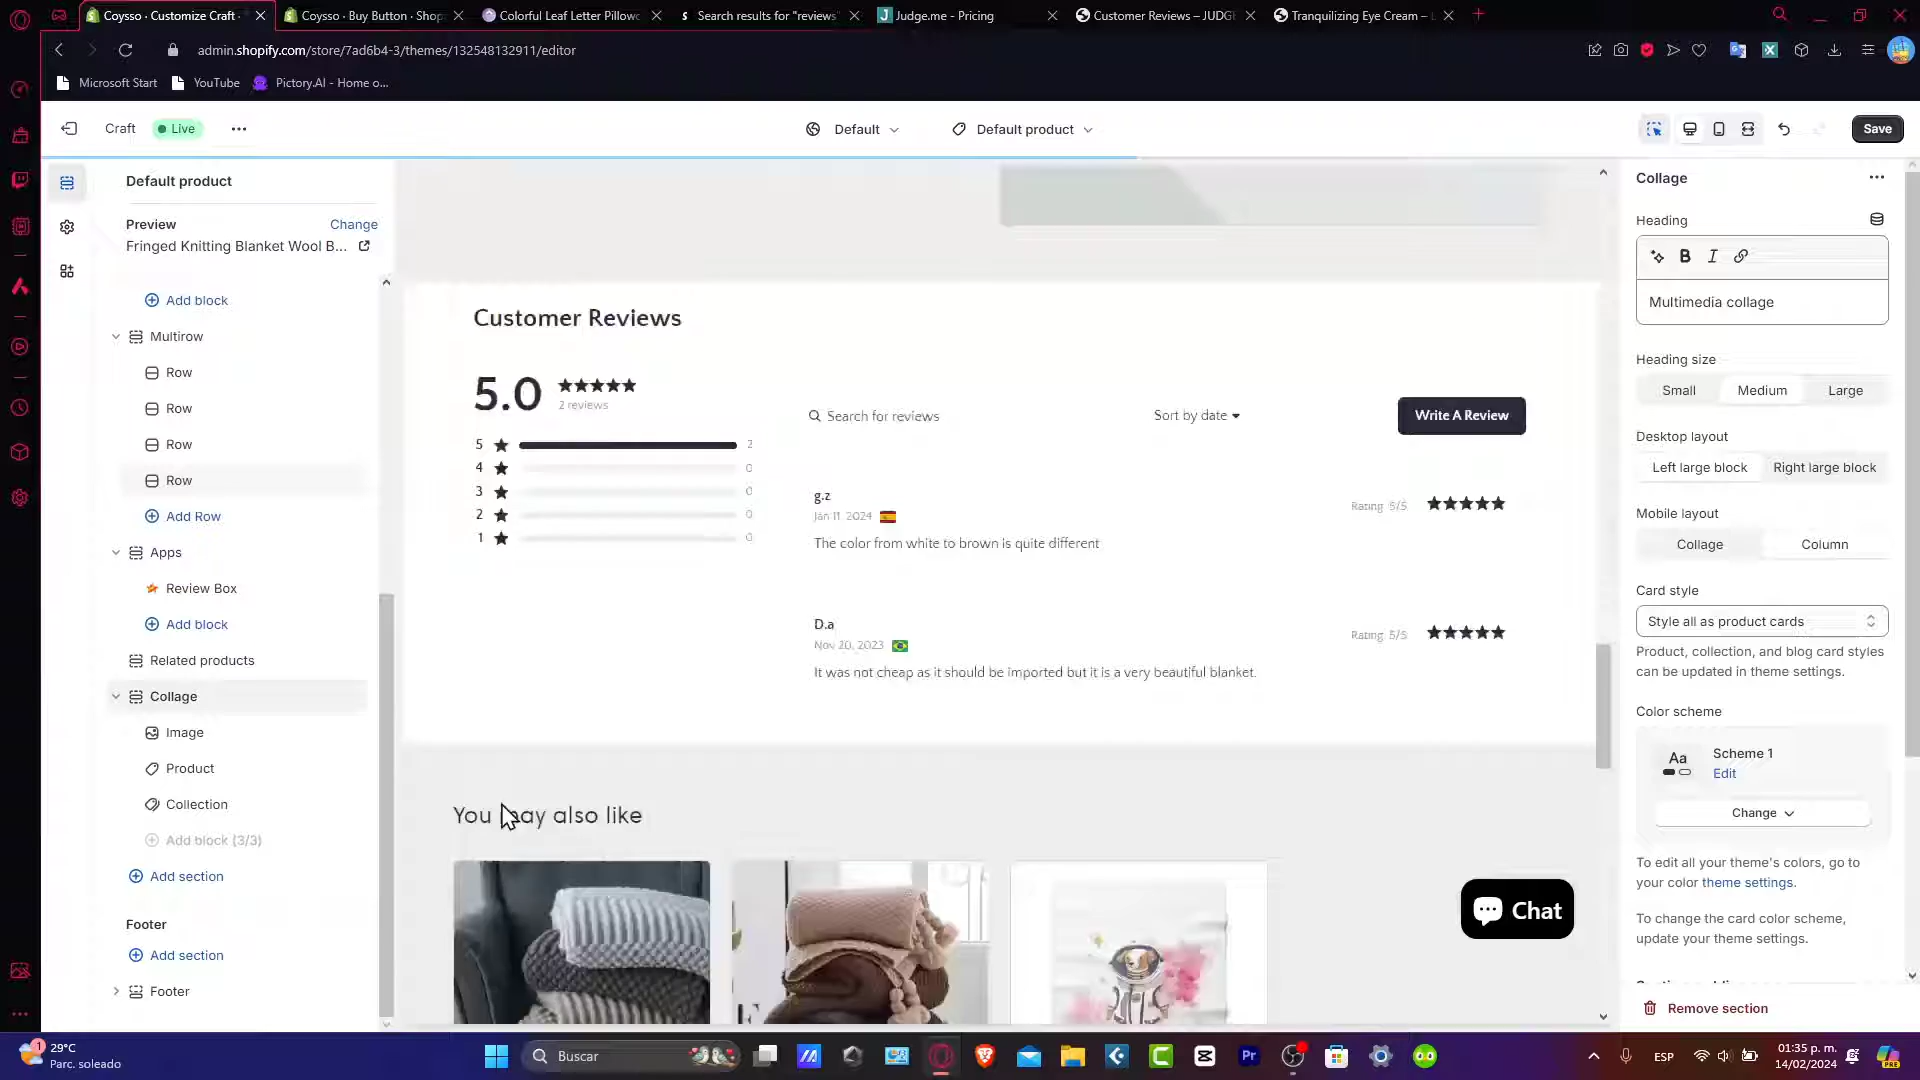 Coysso · Customize Craft ·
Coysso · Buy Button · Shop
Colorful Leaf Letter Pillowc
Search results for "reviews"
Judge.me - Pricing
Customer Reviews – JUDG
Tranquilizing Eye Cream –
admin.shopify.com/store/7ad6b4-3/themes/132548132911/editor
Microsoft Start
YouTube
Pictory.AI - Home o...
Craft
Live
Default
Default product
Save
Default product
Preview
Change
Fringed Knitting Blanket Wool B...
Add block
Multirow
Row
Row
Row
Row
Add Row
Apps
Review Box
Add block
Related products
Collage
Image
Product
Collection
Add block (3/3)
Add section
Footer
Add section
Footer
Customer Reviews
5.0
2 reviews
5 2
4 0
3 0
2 0
1 0
Search for reviews
Sort by date
Write A Review
g.z
Jan 11, 2024
Rating 5/5
The color from white to brown is quite different
D.a
Nov 20, 2023
Rating 5/5
It was not cheap as it should be imported but it is a very beautiful blanket.
You may also like
Chat
Collage
Heading
B I
Multimedia collage
Heading size
Small Medium Large
Desktop layout
Left large block Right large block
Mobile layout
Collage Column
Card style
Style all as product cards
Product, collection, and blog card styles
can be updated in theme settings.
Color scheme
Aa
Scheme 1
Edit
Change
To edit all your theme's colors, go to
your color theme settings.
To change the card color scheme,
update your theme settings.
Remove section
1
29°C
Parc. soleado
Buscar
Pr
ESP
01:35 p. m.
14/02/2024
PRE